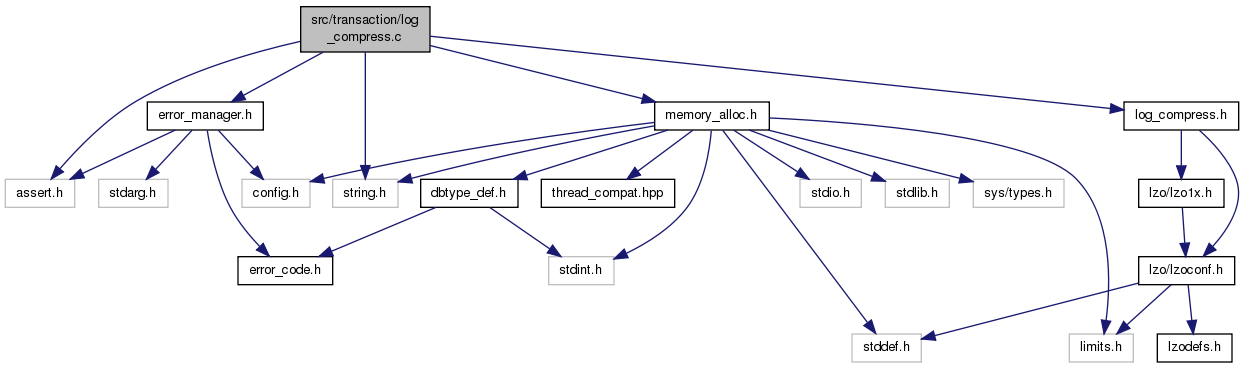 src/transaction/log
_compress.c
error_manager.h
memory_alloc.h
log_compress.h
assert.h
stdarg.h
config.h
string.h
dbtype_def.h
thread_compat.hpp
stdio.h
stdlib.h
sys/types.h
lzo/lzo1x.h
error_code.h
stdint.h
lzo/lzoconf.h
stddef.h
limits.h
lzodefs.h